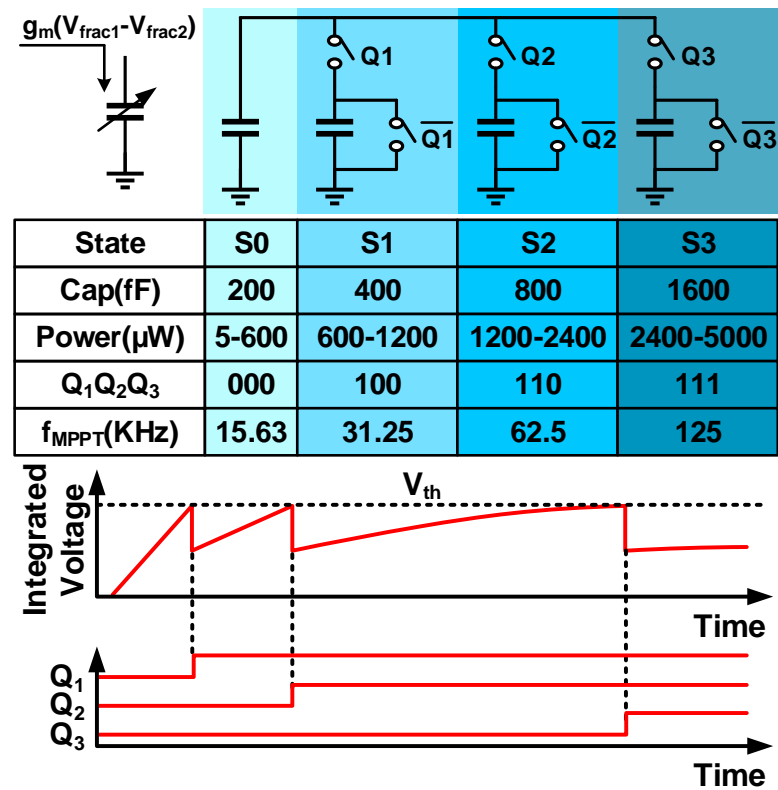 gm(Vfrac1-Vfrac2)
Q1 Q2 Q3
Q1 Q2 Q3
State S0 S1 S2 S3
Cap(fF) 200 400 800 1600
Power(μW) 5-600 600-1200 1200-2400 2400-5000
Q1Q2Q3 000 100 110 111
fMPPT(KHz) 15.63 31.25 62.5 125
Integrated
Voltage
Vth
Time
Q1
Q2
Q3
Time